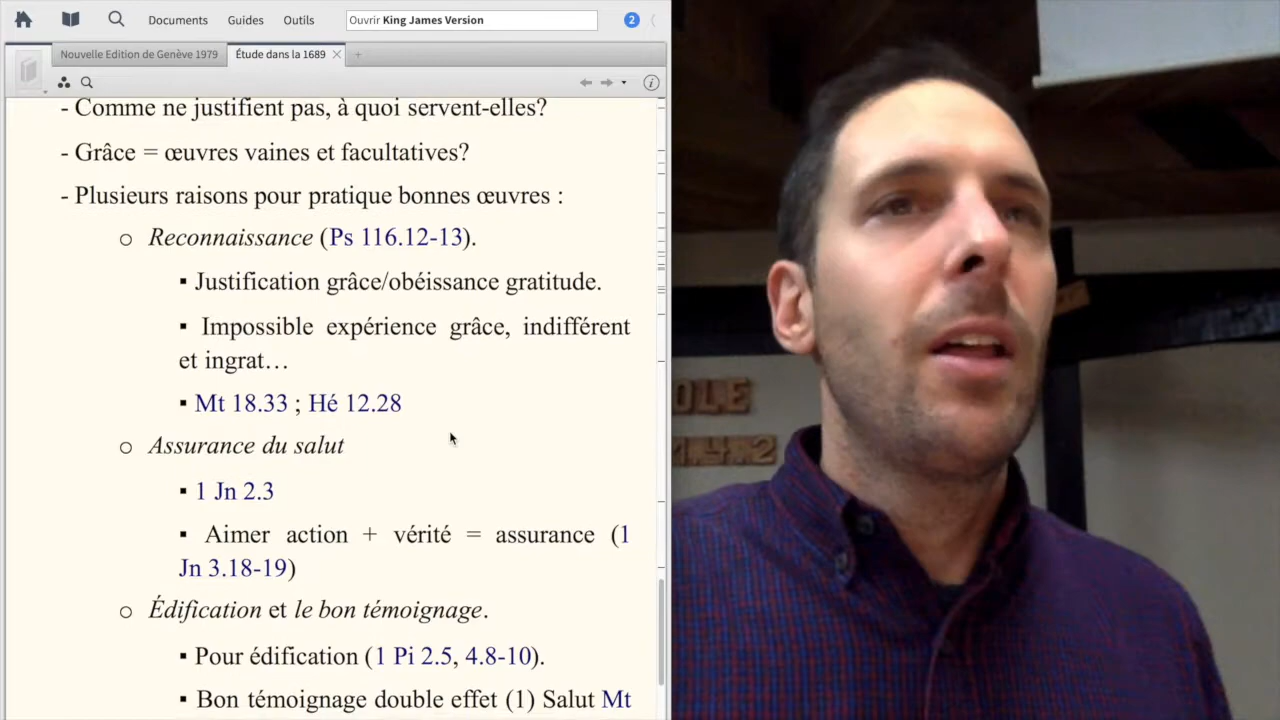 Documents Guides Outils Ouvrir King James Version 2
Nouvelle Edition de Genève 1979 Étude dans la 1689
- Comme ne justifient pas, à quoi servent-elles?
- Grâce = œuvres vaines et facultatives?
- Plusieurs raisons pour pratique bonnes œuvres :
o Reconnaissance (Ps 116.12-13).
▪ Justification grâce/obéissance gratitude.
▪ Impossible expérience grâce, indifférent
et ingrat…
▪ Mt 18.33 ; Hé 12.28
o Assurance du salut
▪ 1 Jn 2.3
▪ Aimer action + vérité = assurance (1
Jn 3.18-19)
o Édification et le bon témoignage.
▪ Pour édification (1 Pi 2.5, 4.8-10).
▪ Bon témoignage double effet (1) Salut Mt
OLE
1.4.2